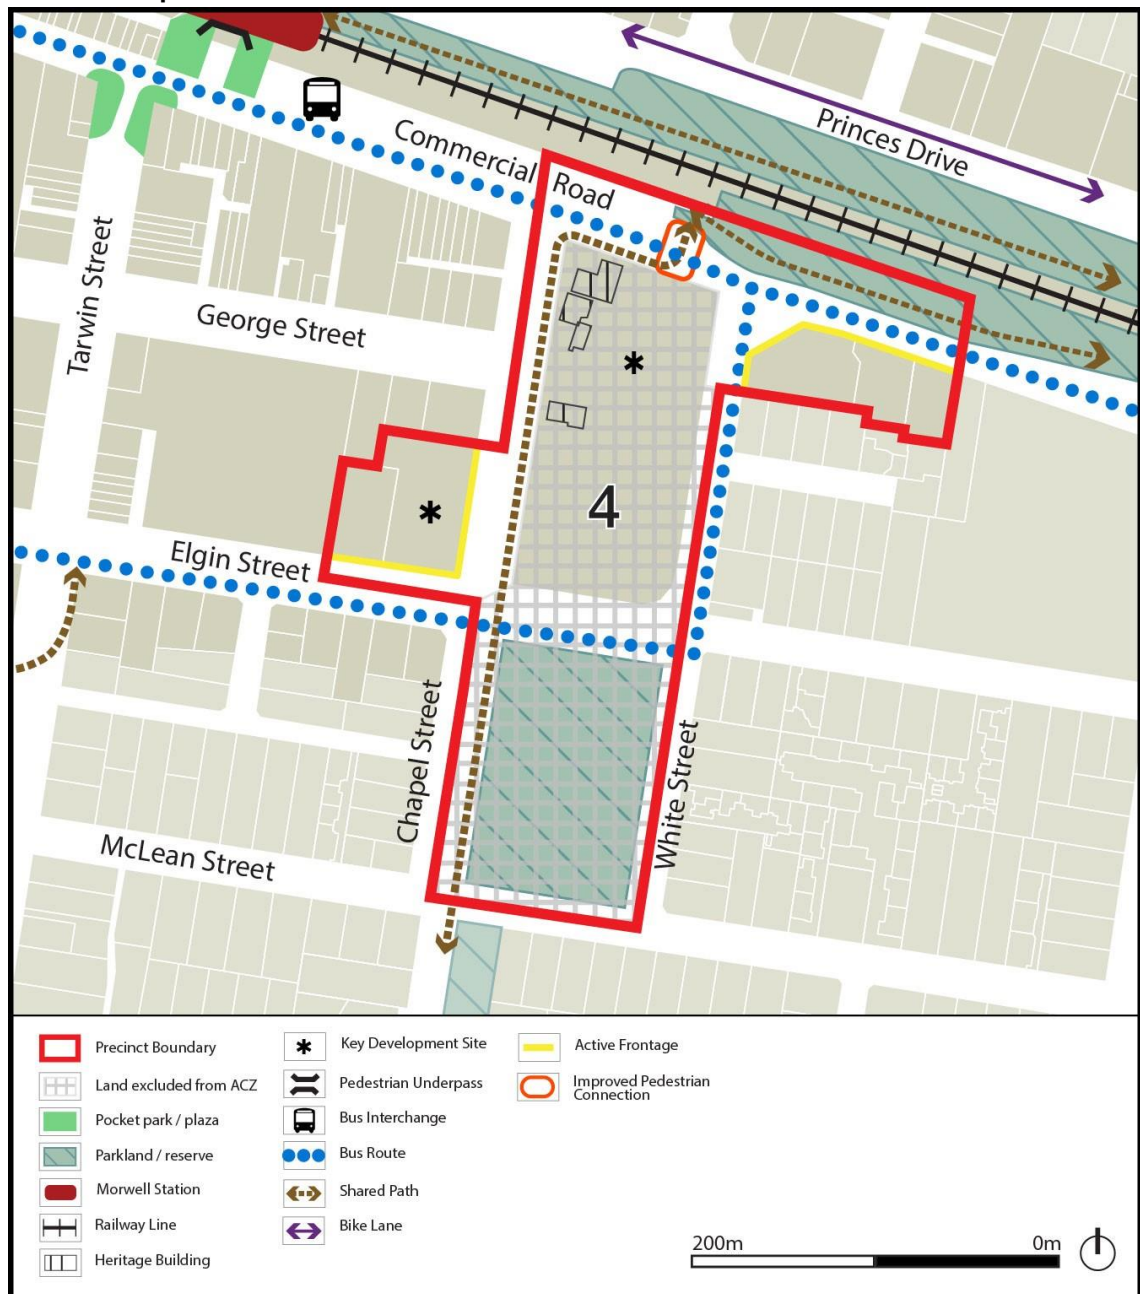 Commercial Road
Princes Drive
Tarwin Street
George Street
4
Elgin Street
Chapel Street
White Street
McLean Street
Precinct Boundary
Land excluded from ACZ
Pocket park / plaza
Parkland / reserve
Morwell Station
Railway Line
Heritage Building
Key Development Site
Pedestrian Underpass
Bus Interchange
Bus Route
Shared Path
Bike Lane
Active Frontage
Improved Pedestrian
Connection
200m 0m